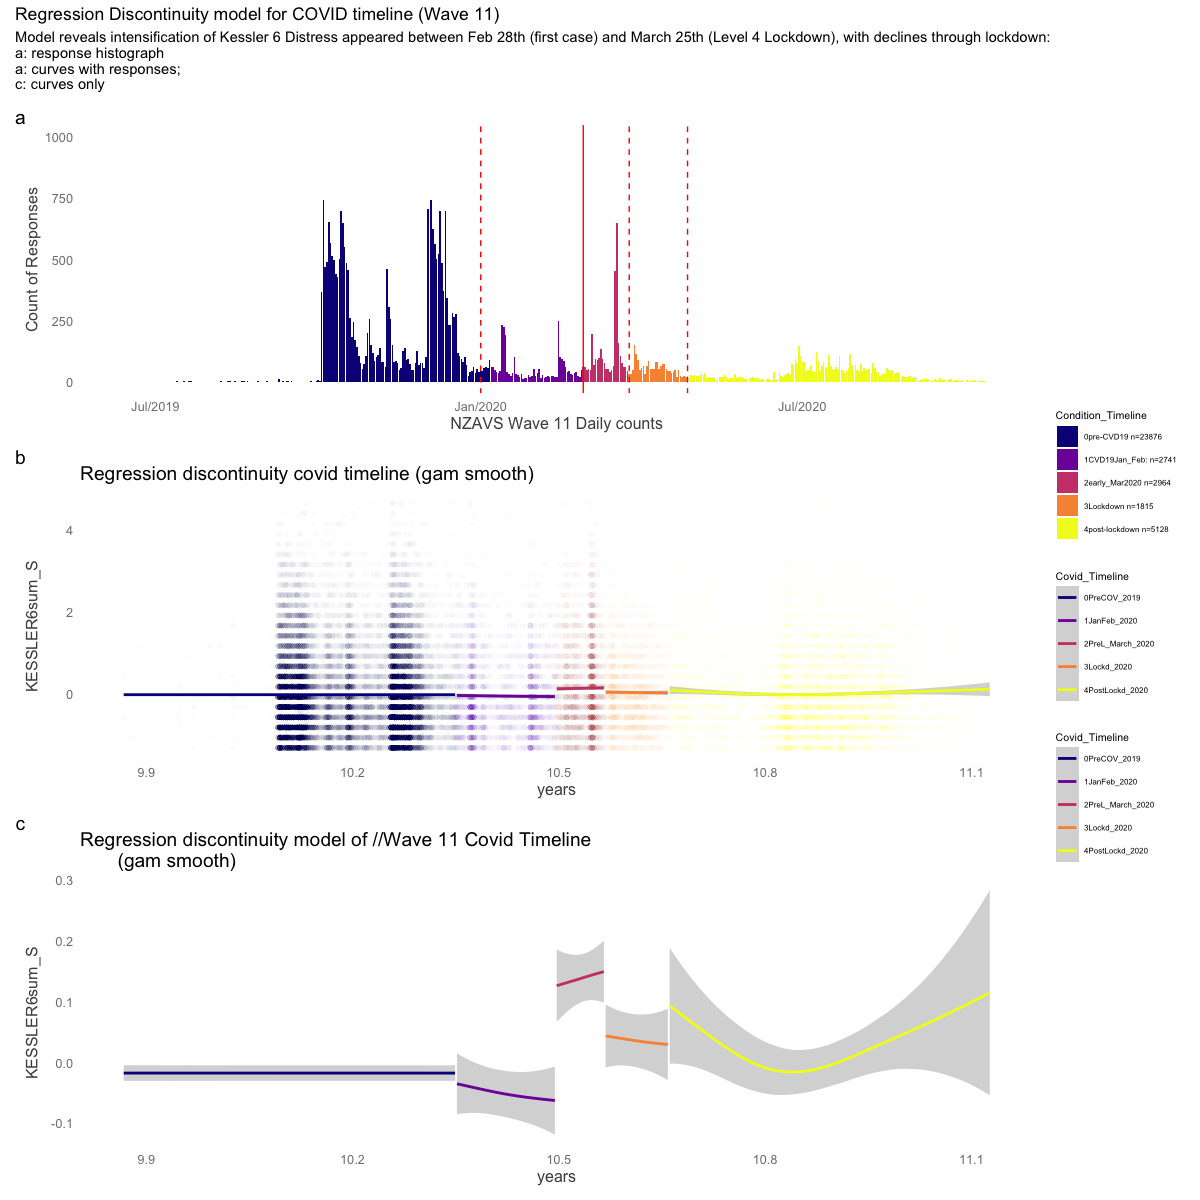 Regression Discontinuity model for COVID timeline (Wave 11)
Model reveals intensification of Kessler 6 Distress appeared between Feb 28th (first case) and March 25th (Level 4 Lockdown), with declines through lockdown:
a: response histograph
a: curves with responses;
c: curves only
a
1000
750
500
250
0
Count of Responses
Jul/2019
Jan/2020
Jul/2020
NZAVS Wave 11 Daily counts
Condition_Timeline
0pre-CVD19 n=23876
1CVD19Jan_Feb: n=2741
2early_Mar2020 n=2964
3Lockdown n=1815
4post-lockdown n=5128
b
Regression discontinuity covid timeline (gam smooth)
4
2
0
KESSLER6sum_S
9.9
10.2
10.5
10.8
11.1
years
Covid_Timeline
0PreCOV_2019
1JanFeb_2020
2PreL_March_2020
3Lockd_2020
4PostLockd_2020
Covid_Timeline
0PreCOV_2019
1JanFeb_2020
2PreL_March_2020
3Lockd_2020
4PostLockd_2020
c
Regression discontinuity model of //Wave 11 Covid Timeline
(gam smooth)
0.3
0.2
0.1
0.0
-0.1
KESSLER6sum_S
9.9
10.2
10.5
10.8
11.1
years